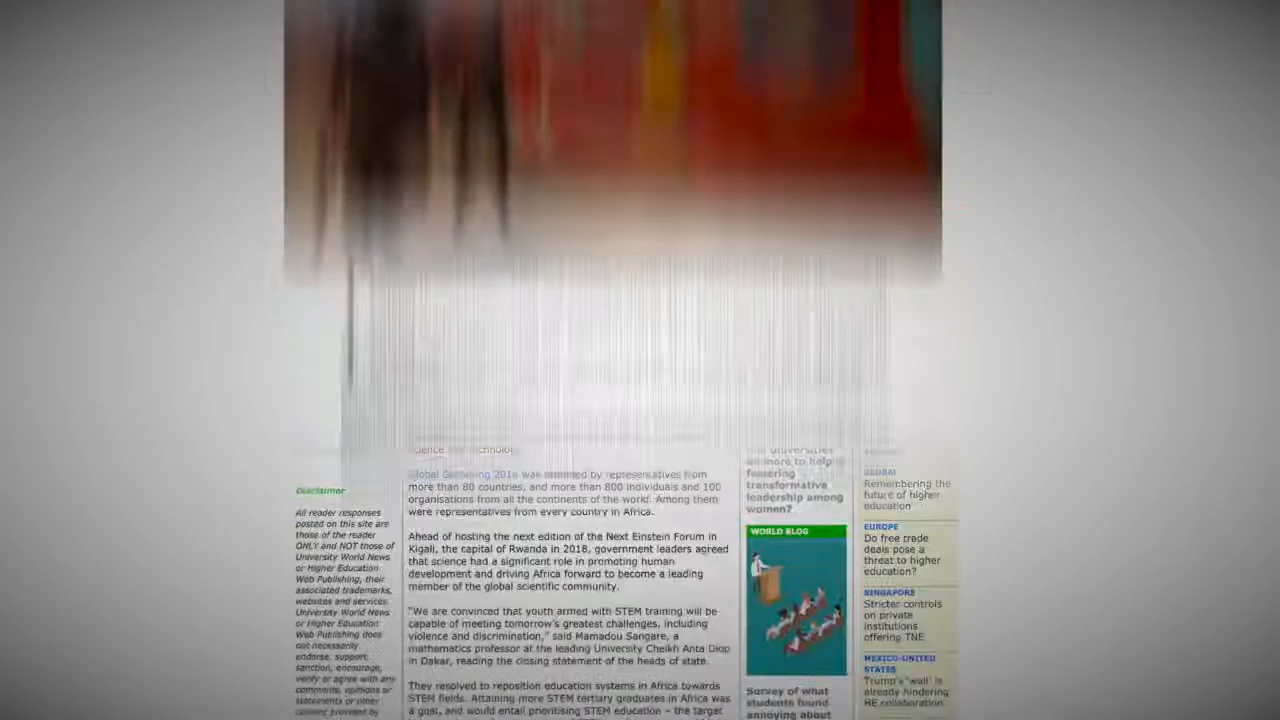 Disclaimer
All reader responses
posted on this site are
those of the reader
ONLY and NOT those of
University World News
or Higher Education
Web Publishing, their
associated trademarks,
websites and services.
University World News
or Higher Education
Web Publishing does
not necessarily
endorse, support,
sanction, encourage,
verify or agree with any
comments, opinions or
statements or other
content provided by
science technology
Global Gathering 2016 was attended by representatives from
more than 80 countries, and more than 800 individuals and 100
organisations from all the continents of the world. Among them
were representatives from every country in Africa.
Ahead of hosting the next edition of the Next Einstein Forum in
Kigali, the capital of Rwanda in 2018, government leaders agreed
that science had a significant role in promoting human
development and driving Africa forward to become a leading
member of the global scientific community.
"We are convinced that youth armed with STEM training will be
capable of meeting tomorrow's greatest challenges, including
violence and discrimination," said Mamadou Sangare, a
mathematics professor at the leading University Cheikh Anta Diop
in Dakar, reading the closing statement of the heads of state.
They resolved to reposition education systems in Africa towards
STEM fields. Attaining more STEM tertiary graduates in Africa was
a goal, and would entail prioritising STEM education – the target
universities
do more to help in
fostering
transformative
leadership among
women?
WORLD BLOG
Survey of what
students found
annoying about
GLOBAL
Remembering the
future of higher
education
EUROPE
Do free trade
deals pose a
threat to higher
education?
SINGAPORE
Stricter controls
on private
institutions
offering TNE
MEXICO-UNITED
STATES
Trump's 'wall' is
already hindering
HE collaboration